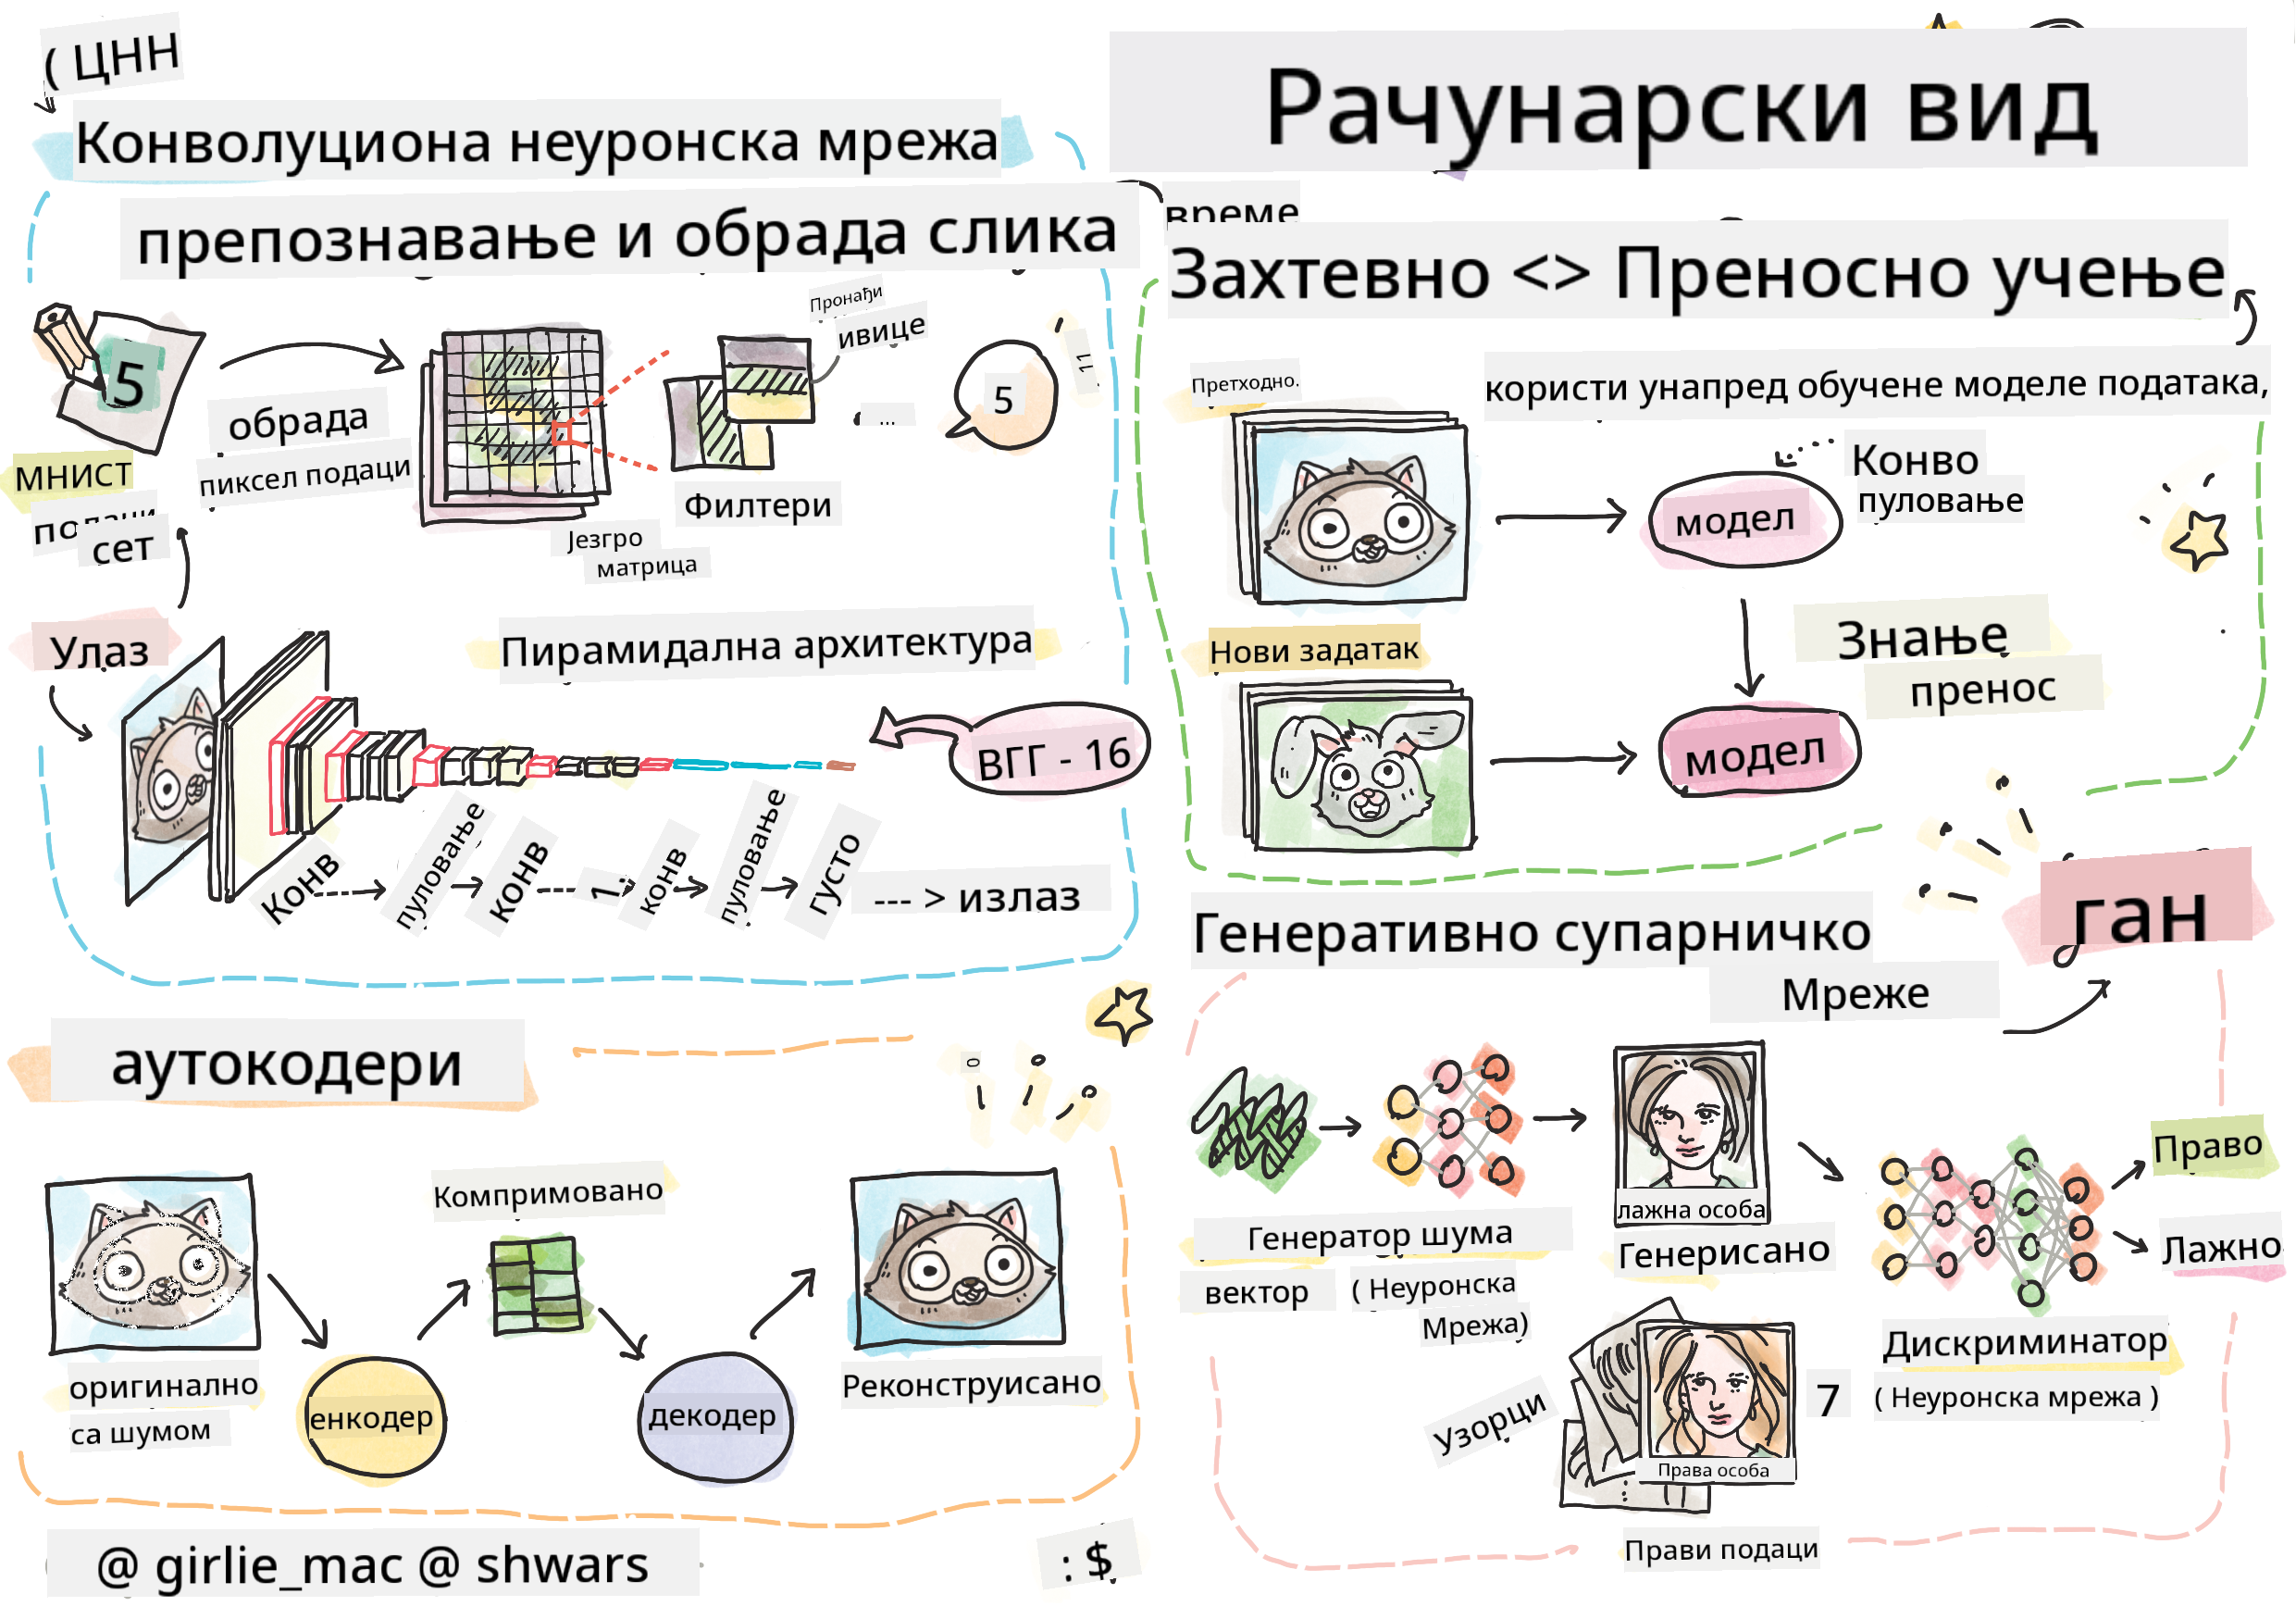 ( ЦНН
Конволуциона неуронска мрежа
препознавање и обрада слика
5
обрада
пиксел подаци
МНИСТ
подаци
сет
Језгро
матрица
Филтери
Пронађи
ивице
...
5
Улаз
Пирамидална архитектура
ВГГ - 16
Конв
пуловање
конв
1.
конв
пуловање
густо
--- > излаз
Рачунарски вид
време
Захтевно <> Преносно учење
Претходно.
користи унапред обучене моделе података,
Конво
пуловање
модел
Знање
пренос
Нови задатак
модел
аутокодери
Компримовано
оригинално
са шумом
енкодер
декодер
Реконструисано
Генеративно супарничко
Мреже
ган
Генератор шума
вектор
( Неуронска
Мрежа)
лажна особа
Генерисано
Право
Лажно
Дискриминатор
( Неуронска мрежа )
7
Узорци
Права особа
Прави подаци
@ girlie_mac @ shwars
: $